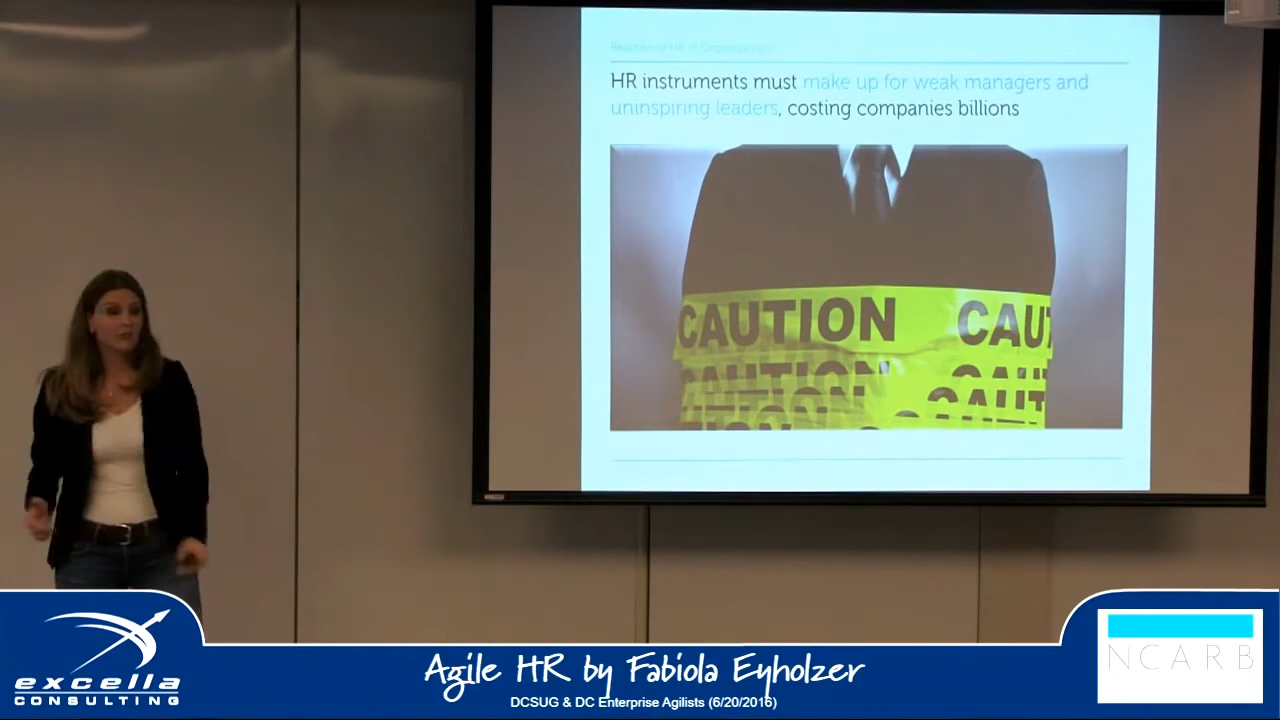 HR instruments must make up for weak managers and
uninspiring leaders, costing companies billions
CAUTION CAU
CAUTION
excella
CONSULTING
Agile HR by Fabiola Eyholzer
DCSUG & DC Enterprise Agilists (6/20/2016)
NCARB